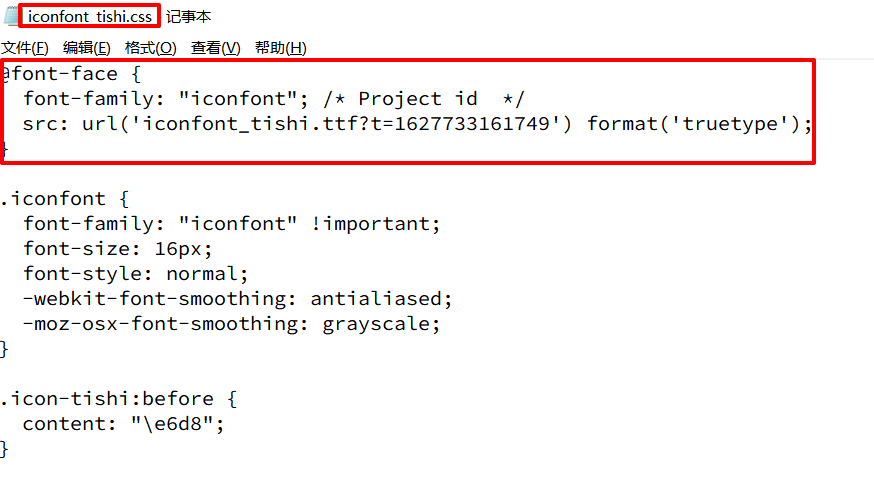 iconfont_tishi.css 记事本
文件(F) 编辑(E) 格式(O) 查看(V) 帮助(H)
@font-face {
  font-family: "iconfont"; /* Project id  */
  src: url('iconfont_tishi.ttf?t=1627733161749') format('truetype');
}
.iconfont {
  font-family: "iconfont" !important;
  font-size: 16px;
  font-style: normal;
  -webkit-font-smoothing: antialiased;
  -moz-osx-font-smoothing: grayscale;
}
.icon-tishi:before {
  content: "\e6d8";
}